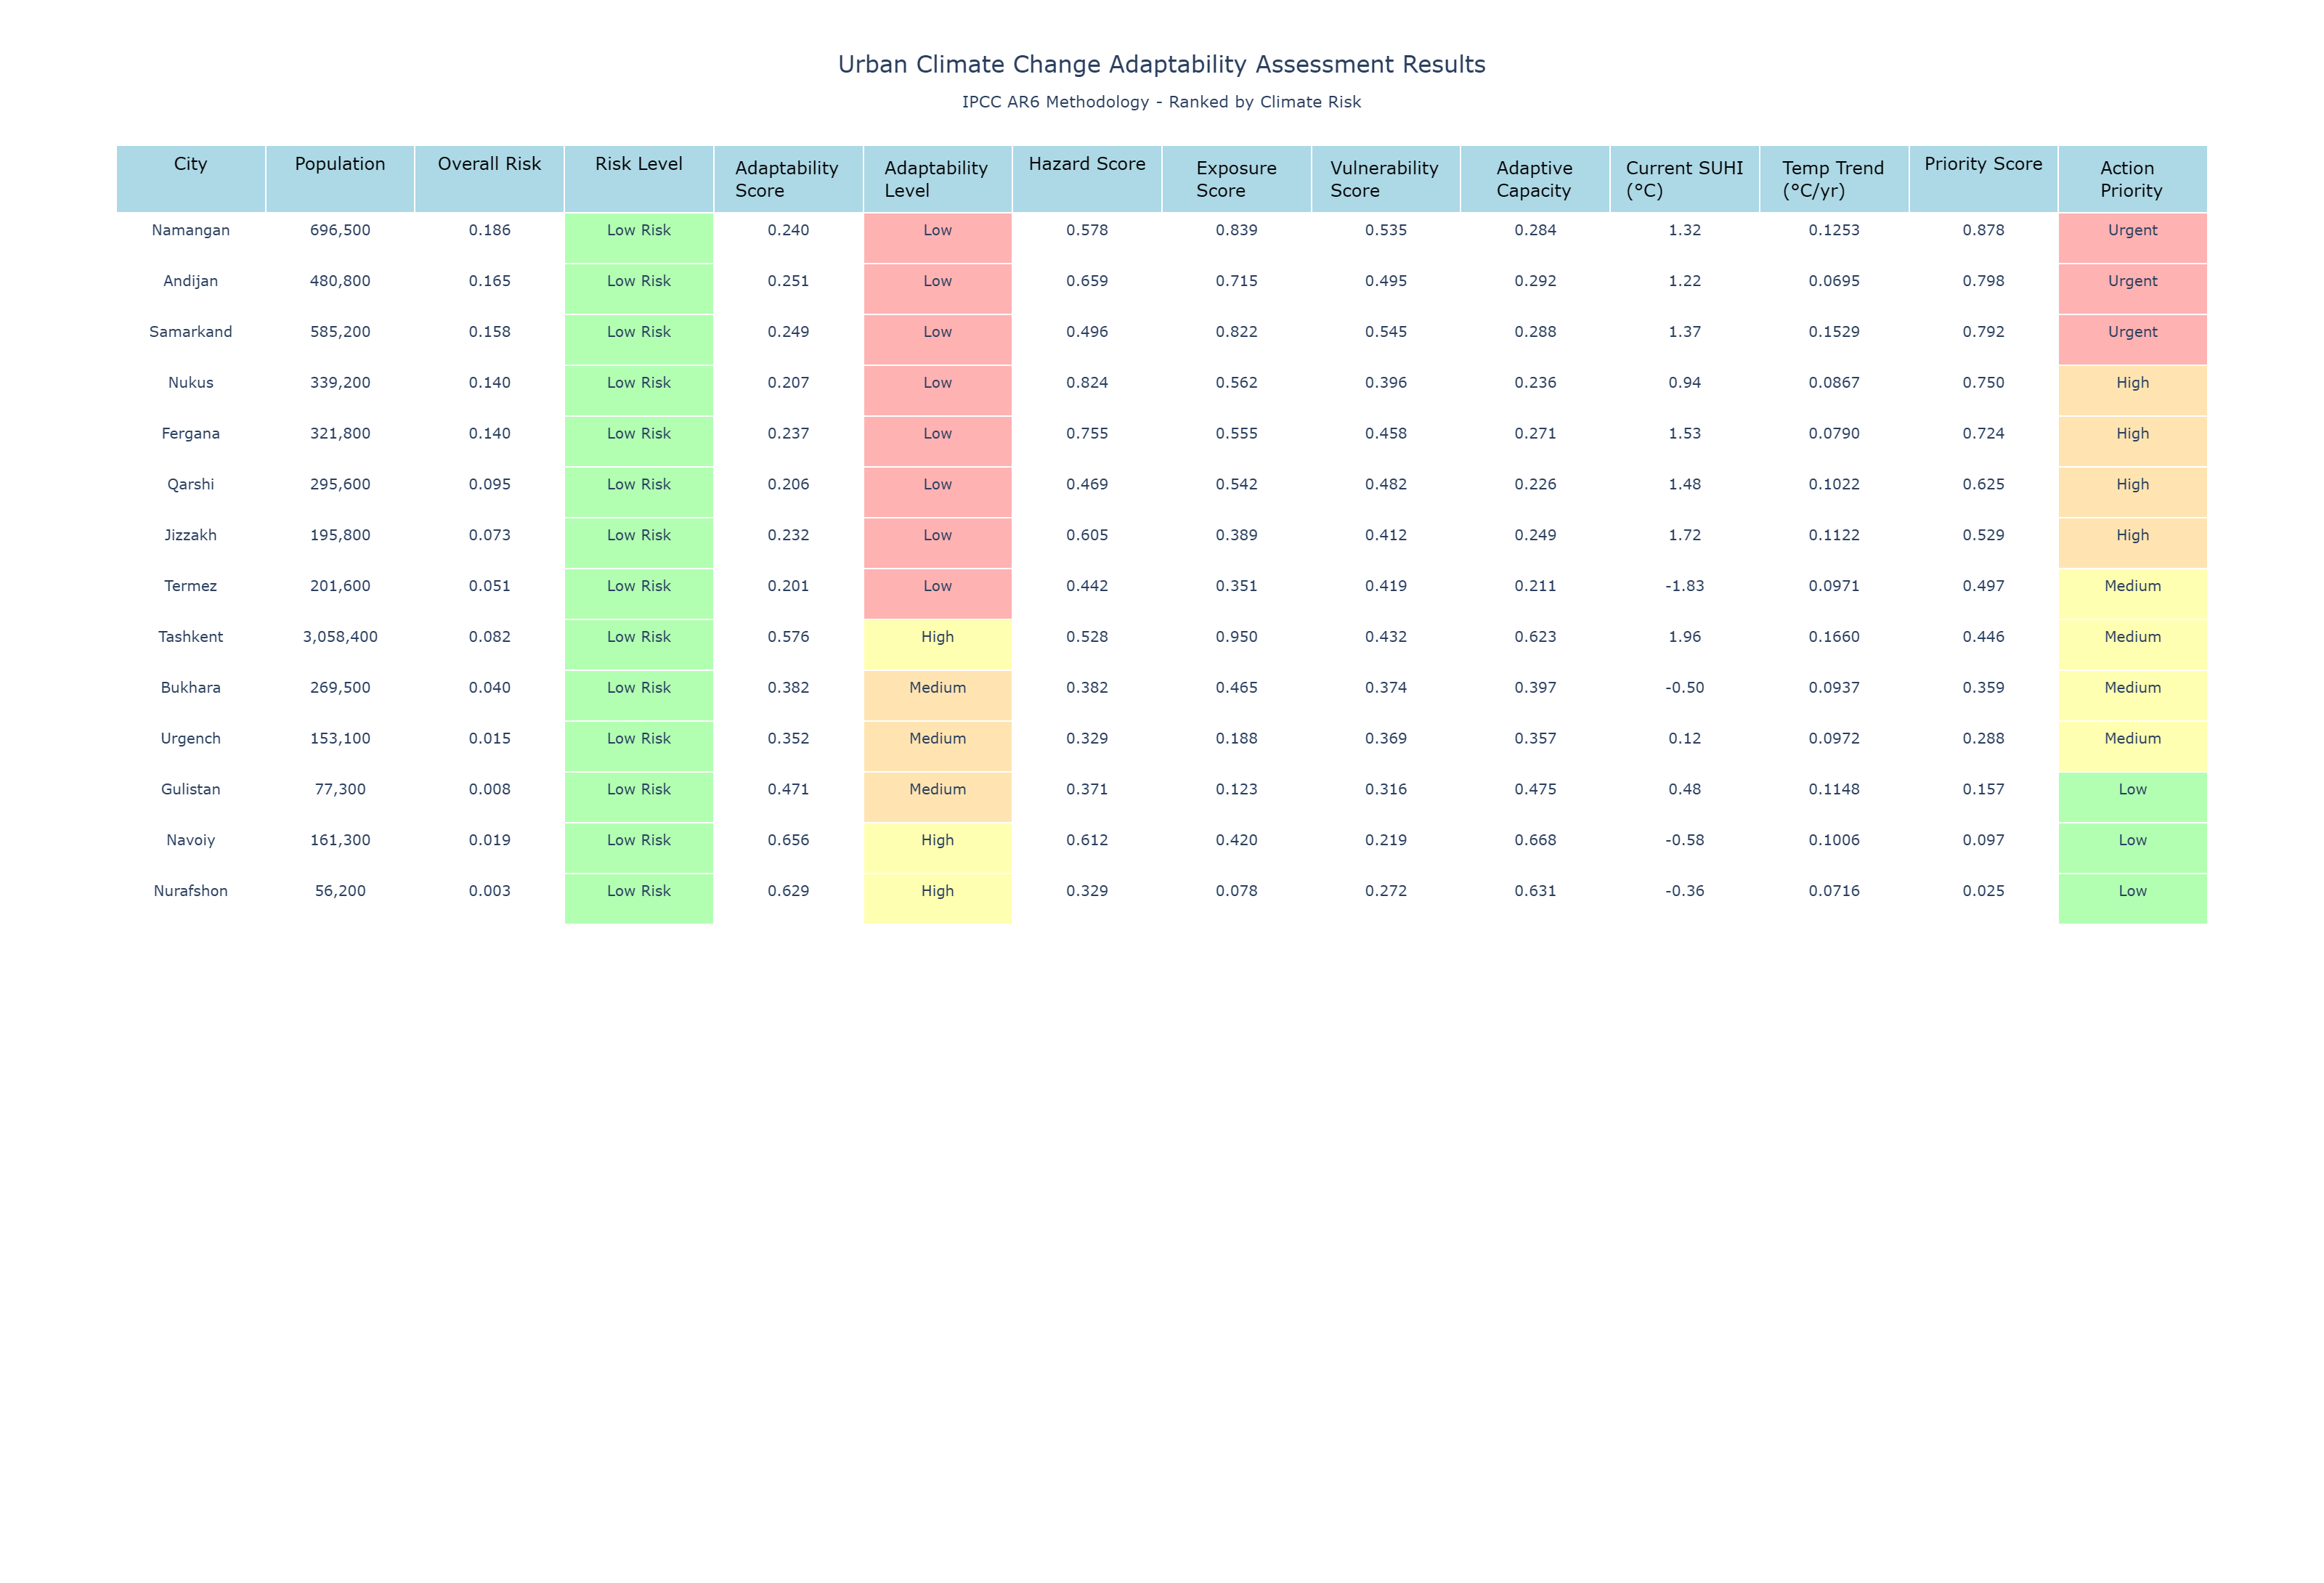 Urban Climate Change Adaptability Assessment Results
IPCC AR6 Methodology - Ranked by Climate Risk
City Population Overall Risk Risk Level Adaptability Score Adaptability Level Hazard Score Exposure Score Vulnerability Score Adaptive Capacity Current SUHI (°C) Temp Trend (°C/yr) Priority Score Action Priority
Namangan 696,500 0.186 Low Risk 0.240 Low 0.578 0.839 0.535 0.284 1.32 0.1253 0.878 Urgent
Andijan 480,800 0.165 Low Risk 0.251 Low 0.659 0.715 0.495 0.292 1.22 0.0695 0.798 Urgent
Samarkand 585,200 0.158 Low Risk 0.249 Low 0.496 0.822 0.545 0.288 1.37 0.1529 0.792 Urgent
Nukus 339,200 0.140 Low Risk 0.207 Low 0.824 0.562 0.396 0.236 0.94 0.0867 0.750 High
Fergana 321,800 0.140 Low Risk 0.237 Low 0.755 0.555 0.458 0.271 1.53 0.0790 0.724 High
Qarshi 295,600 0.095 Low Risk 0.206 Low 0.469 0.542 0.482 0.226 1.48 0.1022 0.625 High
Jizzakh 195,800 0.073 Low Risk 0.232 Low 0.605 0.389 0.412 0.249 1.72 0.1122 0.529 High
Termez 201,600 0.051 Low Risk 0.201 Low 0.442 0.351 0.419 0.211 -1.83 0.0971 0.497 Medium
Tashkent 3,058,400 0.082 Low Risk 0.576 High 0.528 0.950 0.432 0.623 1.96 0.1660 0.446 Medium
Bukhara 269,500 0.040 Low Risk 0.382 Medium 0.382 0.465 0.374 0.397 -0.50 0.0937 0.359 Medium
Urgench 153,100 0.015 Low Risk 0.352 Medium 0.329 0.188 0.369 0.357 0.12 0.0972 0.288 Medium
Gulistan 77,300 0.008 Low Risk 0.471 Medium 0.371 0.123 0.316 0.475 0.48 0.1148 0.157 Low
Navoiy 161,300 0.019 Low Risk 0.656 High 0.612 0.420 0.219 0.668 -0.58 0.1006 0.097 Low
Nurafshon 56,200 0.003 Low Risk 0.629 High 0.329 0.078 0.272 0.631 -0.36 0.0716 0.025 Low